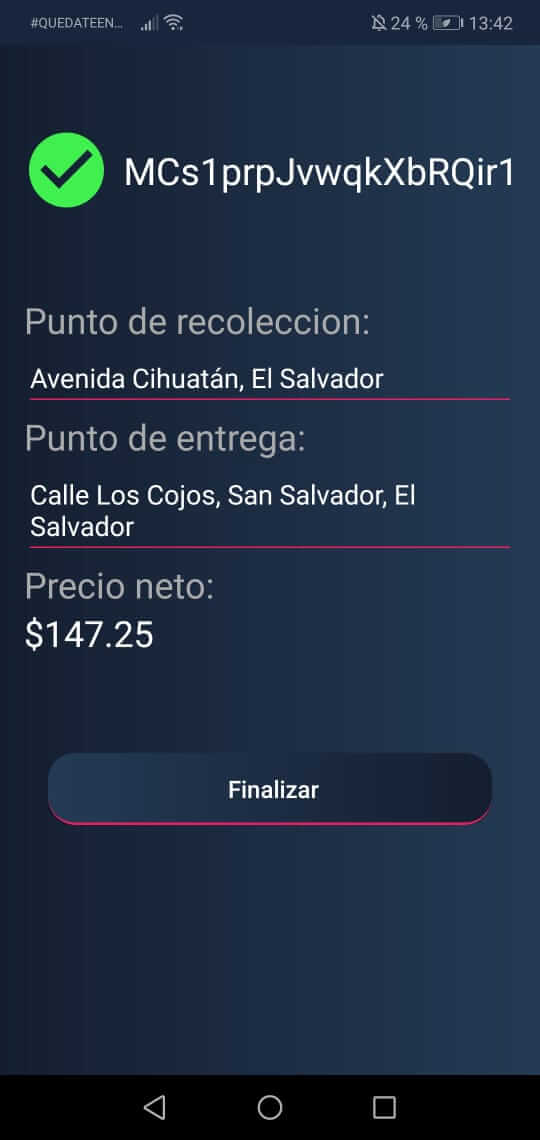 #QUEDATEEN...
24 %
13:42
MCs1prpJvwqkXbRQir1
Punto de recoleccion:
Avenida Cihuatán, El Salvador
Punto de entrega:
Calle Los Cojos, San Salvador, El
Salvador
Precio neto:
$147.25
Finalizar